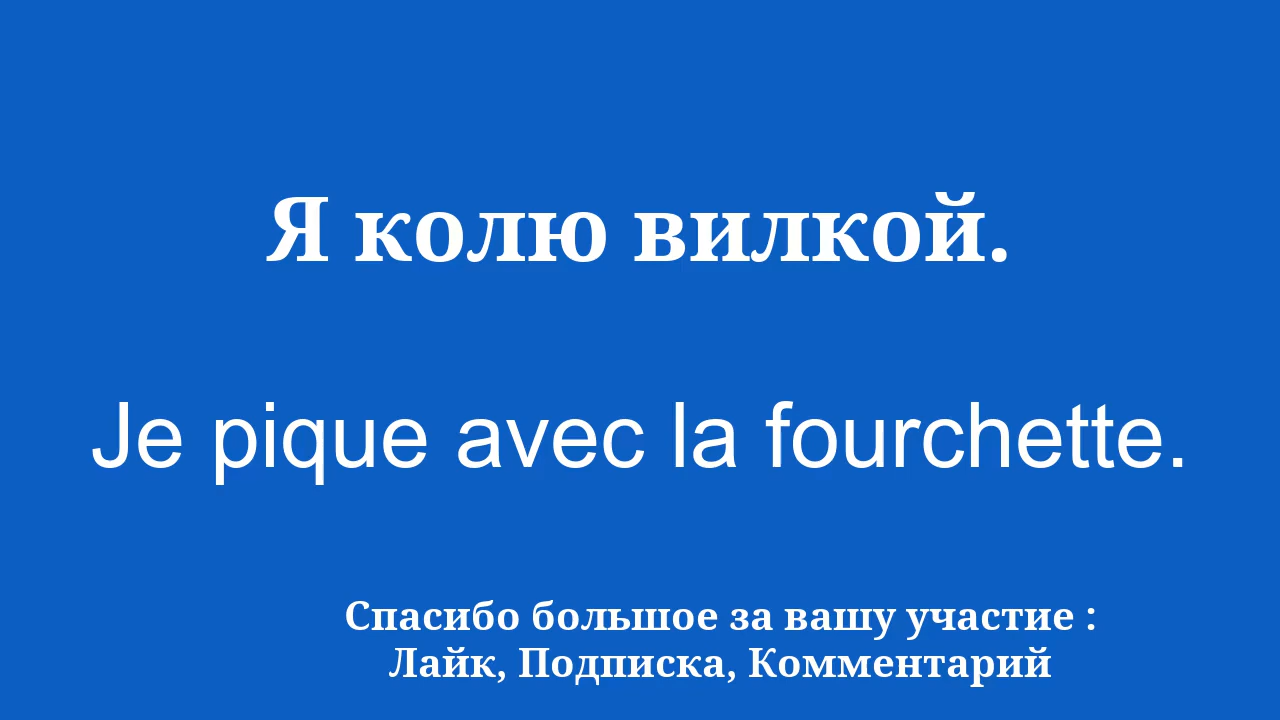 Я колю вилкой.
Je pique avec la fourchette.
Спасибо большое за вашу участие :
Лайк, Подписка, Комментарий